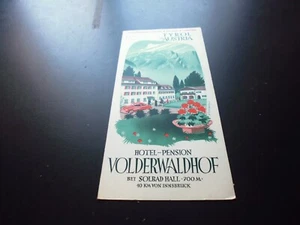 TYROL
AUSTRIA
HOTEL-PENSION
VOLDERWALDHOF
BEI SOLBAD HALL - 700 M.-
10 KM VON INNSBRUCK